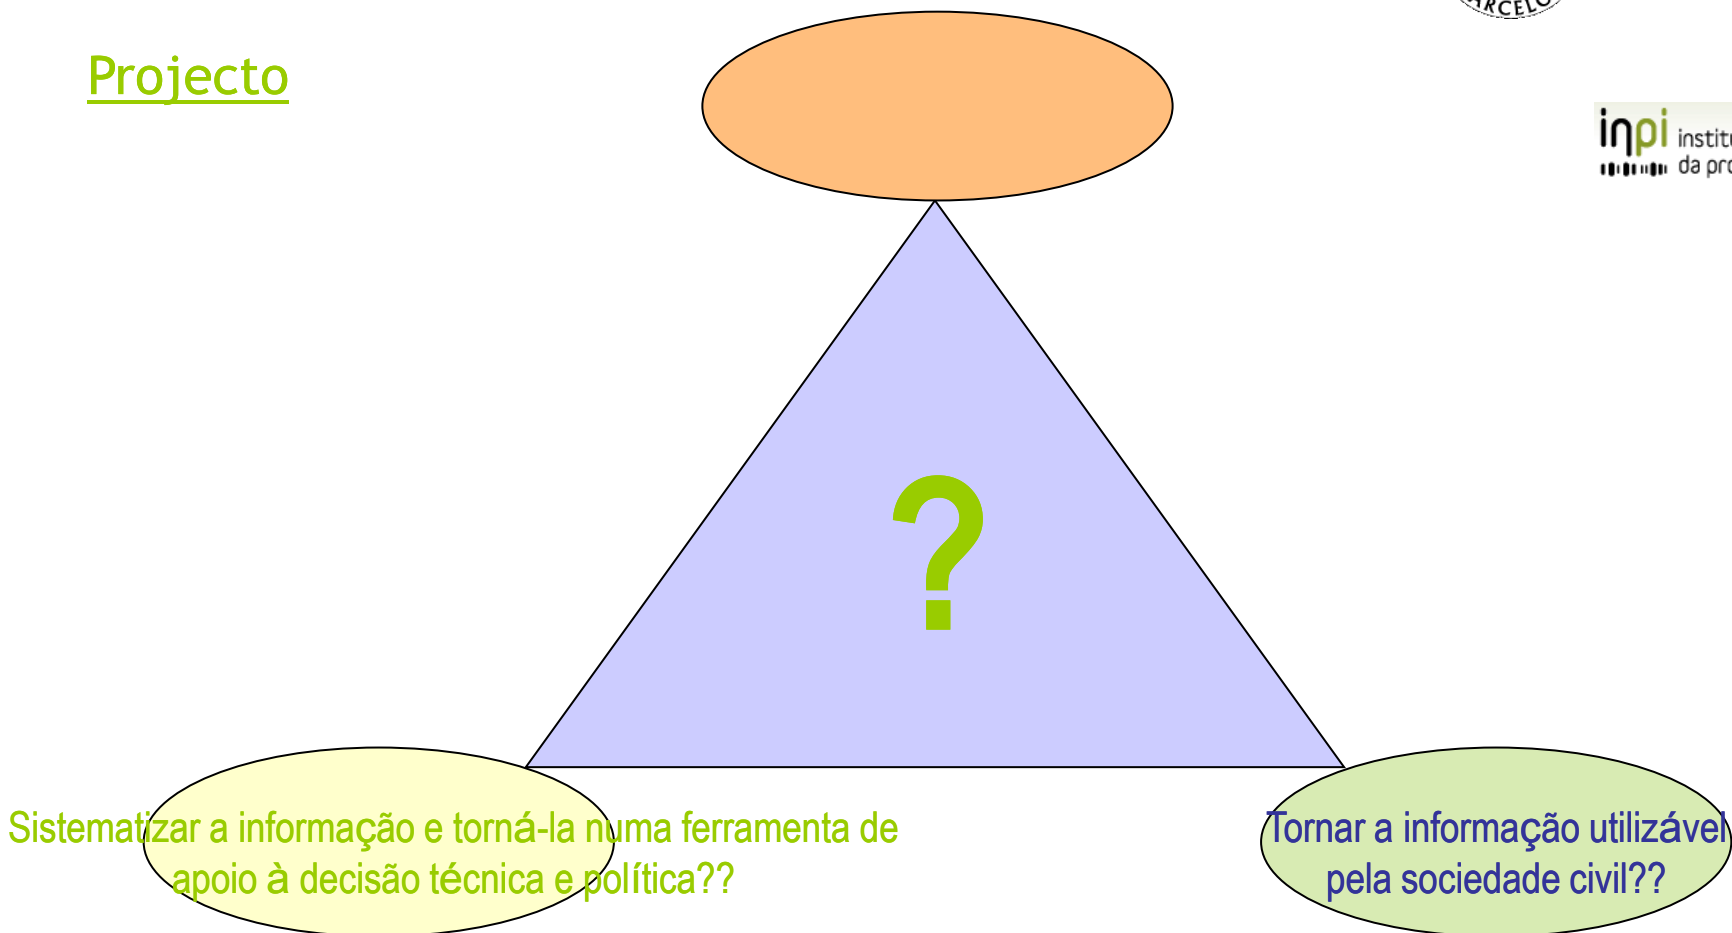 Projecto
inpi
da
?
Sistematizar a informação e torná-la numa ferramenta de
apoio à decisão técnica e política??
Tornar a informação utilizável
pela sociedade civil??